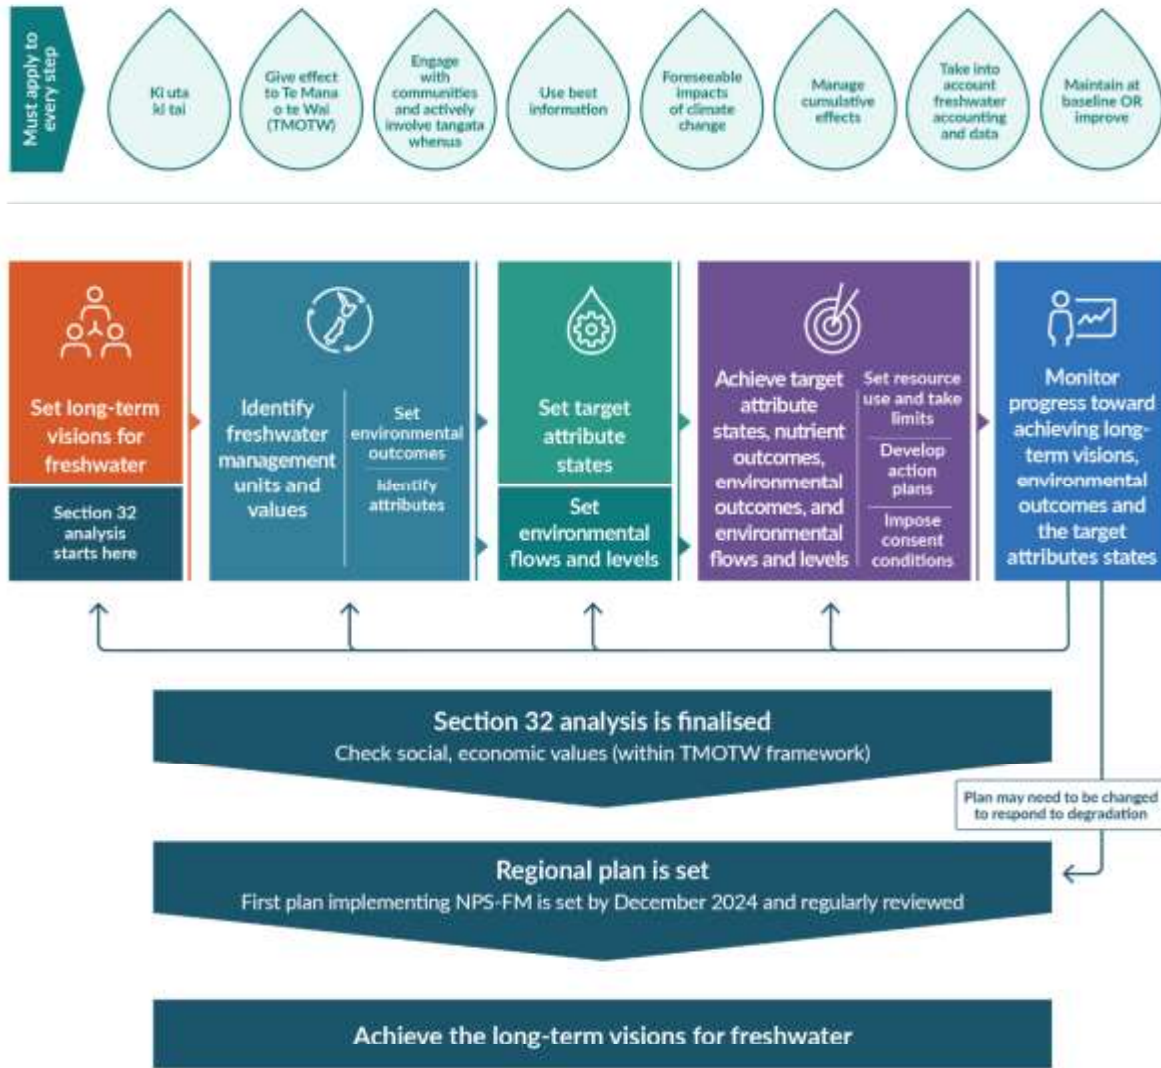 Must apply to
every step
Ki uta
ki tai
Give effect
to Te Mana
o te Wai
(TMOTW)
Engage
with
communities
and actively
involve tangata
whenua
Use best
information
Foreseeable
impacts
of climate
change
Manage
cumulative
effects
Take into
account
freshwater
accounting
and data
Maintain at
baseline OR
improve
Set long-term
visions for
freshwater
Section 32
analysis
starts here
Identify
freshwater
management
units and
values
Set
environmental
outcomes
Identify
attributes
Set target
attribute
states
Set
environmental
flows and levels
Achieve target
attribute
states, nutrient
outcomes,
environmental
outcomes, and
environmental
flows and levels
Set resource
use and take
limits
Develop
action
plans
Impose
consent
conditions
Monitor
progress toward
achieving long-
term visions,
environmental
outcomes and
the target
attributes states
Section 32 analysis is finalised
Check social, economic values (within TMOTW framework)
Plan may need to be changed
to respond to degradation
Regional plan is set
First plan implementing NPS-FM is set by December 2024 and regularly reviewed
Achieve the long-term visions for freshwater